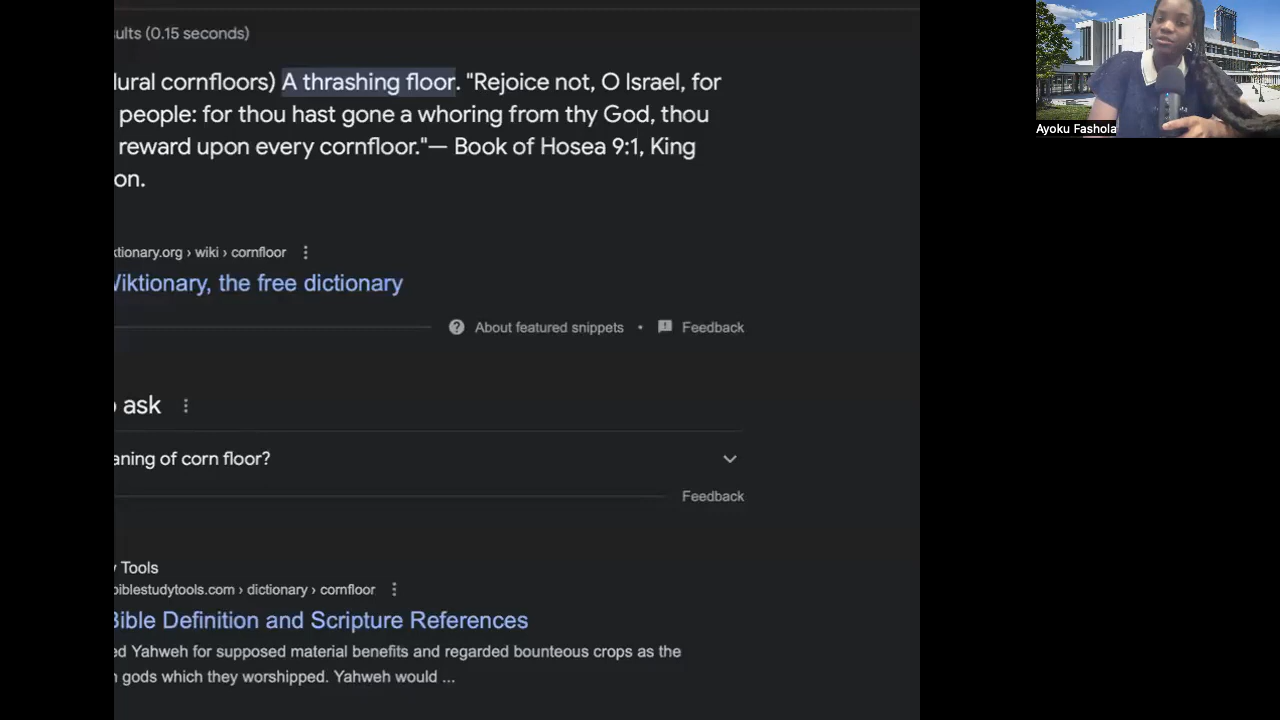 ults (0.15 seconds)
lural cornfloors) A thrashing floor. "Rejoice not, O Israel, for
people: for thou hast gone a whoring from thy God, thou
reward upon every cornfloor."— Book of Hosea 9:1, King
on.
ktionary.org › wiki › cornfloor
Wiktionary, the free dictionary
About featured snippets • Feedback
ask
aning of corn floor?
Feedback
y Tools
biblestudytools.com › dictionary › cornfloor
Bible Definition and Scripture References
ed Yahweh for supposed material benefits and regarded bounteous crops as the
n gods which they worshipped. Yahweh would ...
Ayoku Fashola